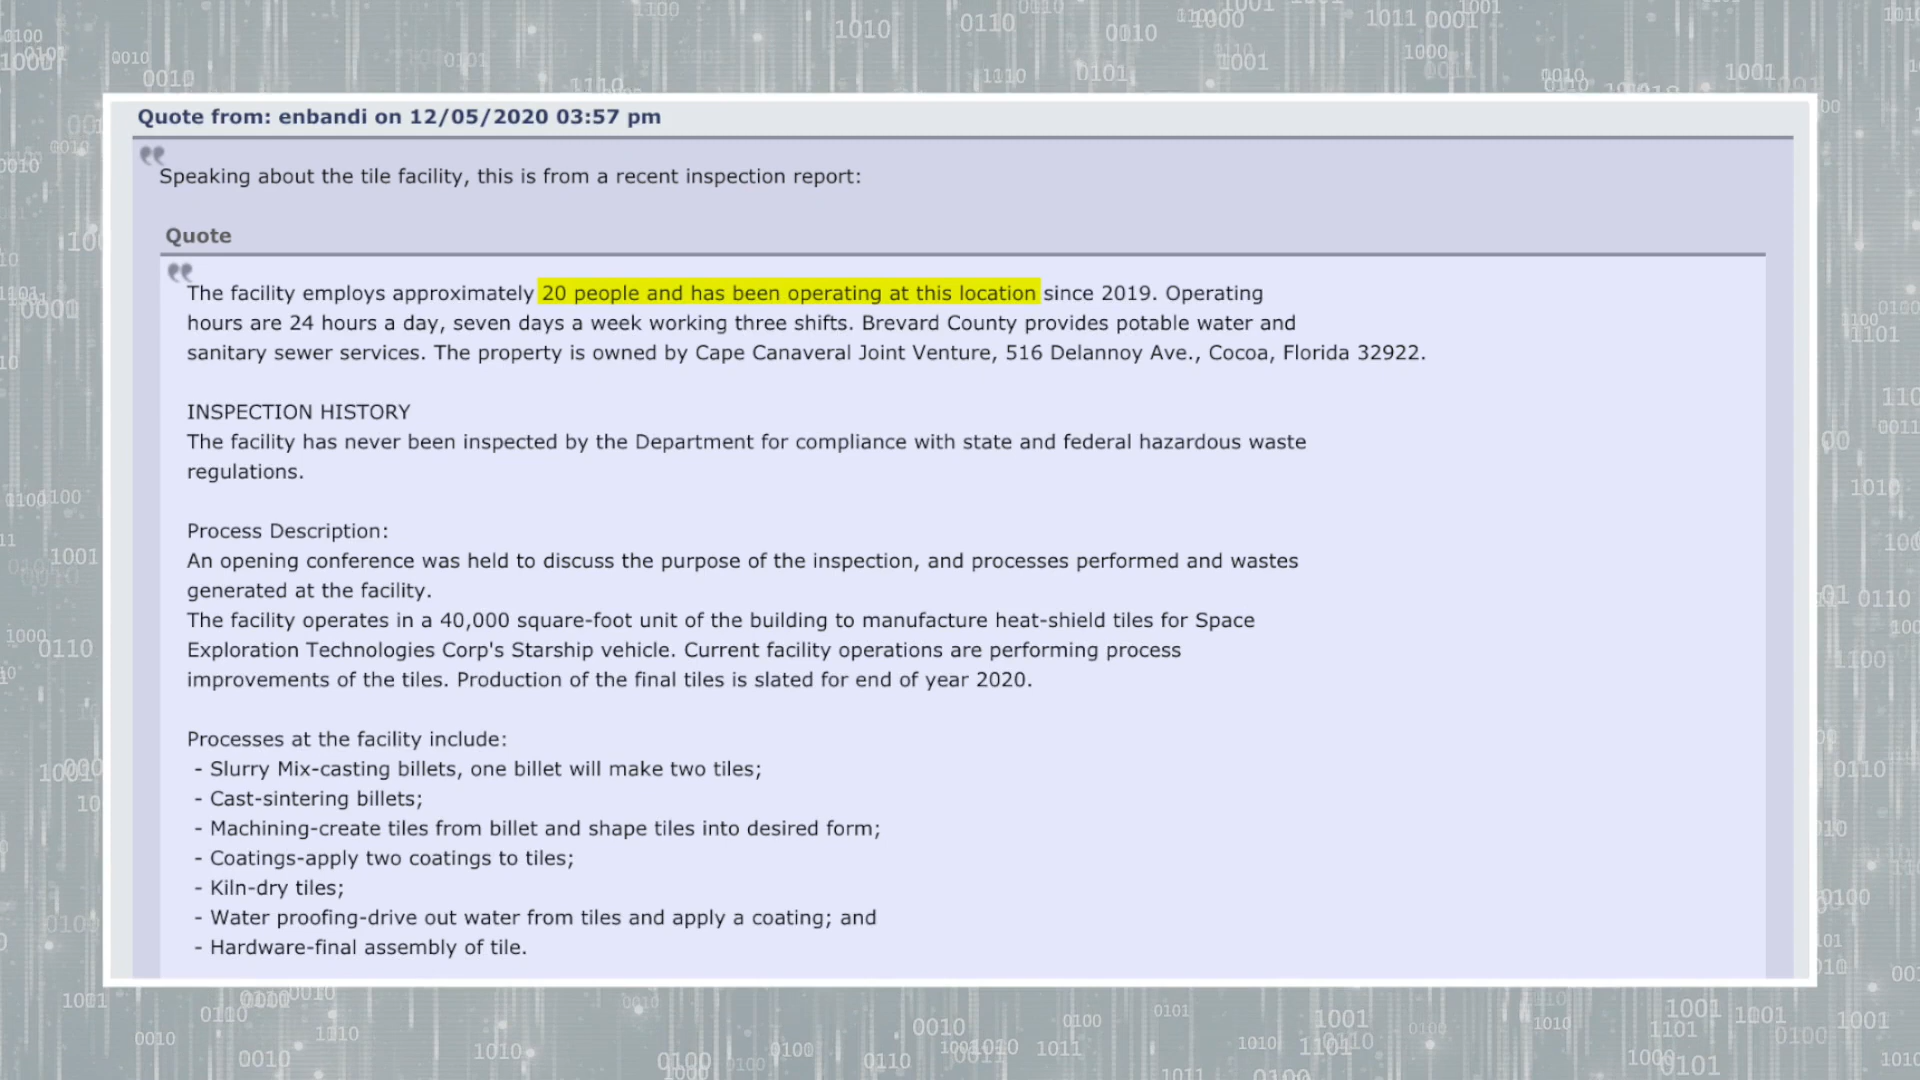 Quote from: enbandi on 12/05/2020 03:57 pm
Speaking about the tile facility, this is from a recent inspection report:
Quote
The facility employs approximately 20 people and has been operating at this location since 2019. Operating
hours are 24 hours a day, seven days a week working three shifts. Brevard County provides potable water and
sanitary sewer services. The property is owned by Cape Canaveral Joint Venture, 516 Delannoy Ave., Cocoa, Florida 32922.
INSPECTION HISTORY
The facility has never been inspected by the Department for compliance with state and federal hazardous waste
regulations.
Process Description:
An opening conference was held to discuss the purpose of the inspection, and processes performed and wastes
generated at the facility.
The facility operates in a 40,000 square-foot unit of the building to manufacture heat-shield tiles for Space
Exploration Technologies Corp's Starship vehicle. Current facility operations are performing process
improvements of the tiles. Production of the final tiles is slated for end of year 2020.
Processes at the facility include:
- Slurry Mix-casting billets, one billet will make two tiles;
- Cast-sintering billets;
- Machining-create tiles from billet and shape tiles into desired form;
- Coatings-apply two coatings to tiles;
- Kiln-dry tiles;
- Water proofing-drive out water from tiles and apply a coating; and
- Hardware-final assembly of tile.